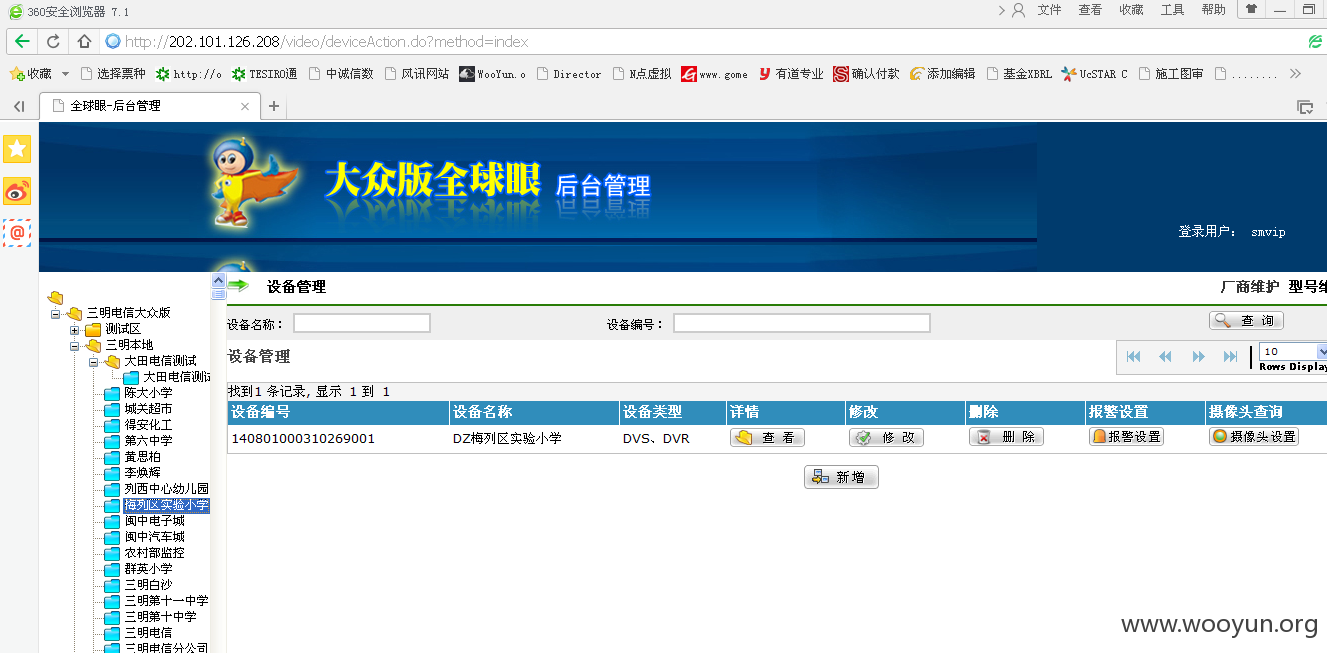 360安全浏览器 7.1
文件 查看 收藏 工具 帮助
http://202.101.126.208/video/deviceAction.do?method=index
收藏 选择票种 http://o TESIRO通 中诚信数 风讯网站 WooYun.o Director N点虚拟 www.gome 有道专业 确认付款 添加编辑 基金XBRL UcSTAR C 施工图审 ........
全球眼-后台管理
大众版全球眼 后台管理
登录用户： smvip
设备管理
厂商维护 型号维
三明电信大众版
测试区
三明本地
大田电信测试
大田电信测试
陈大小学
城关超市
得安化工
第六中学
黄思柏
李焕辉
列西中心幼儿园
梅列区实验小学
闽中电子城
闽中汽车城
农村部监控
群英小学
三明白沙
三明第十一中学
三明第十中学
三明电信
三明电信分公司
设备名称：
设备编号：
查 询
设备管理
10
Rows Display
找到1 条记录, 显示 1 到 1
设备编号 设备名称 设备类型 详情 修改 删除 报警设置 摄像头查询
140801000310269001 DZ梅列区实验小学 DVS、DVR 查 看 修 改 删 除 报警设置 摄像头设置
新增
www.wooyun.org